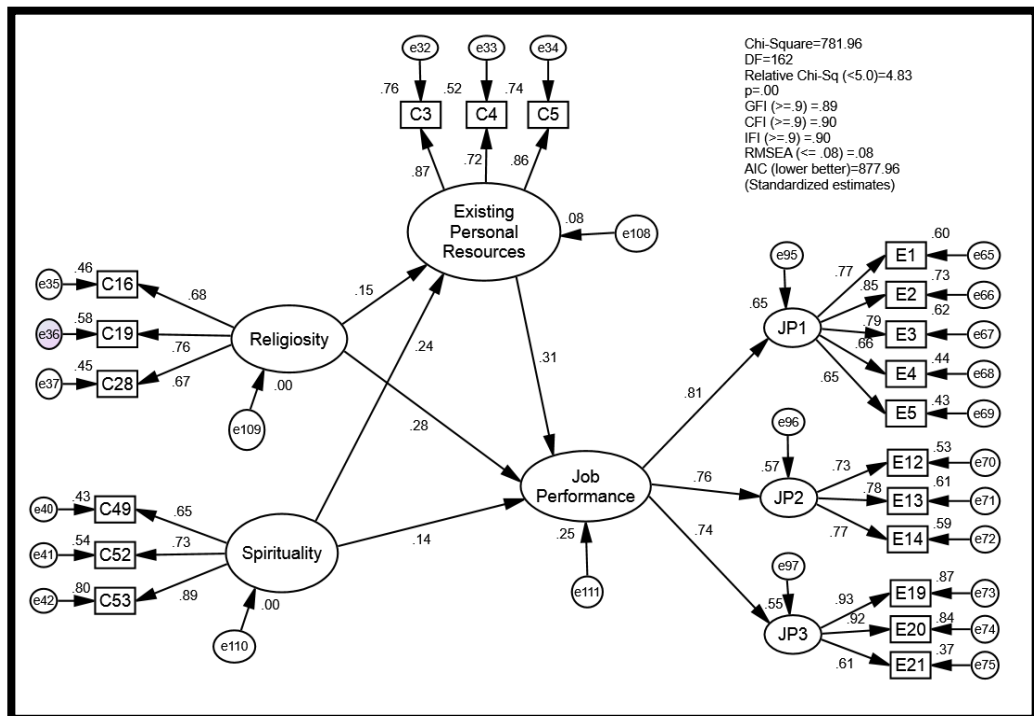 Chi-Square=781.96
DF=162
Relative Chi-Sq (<5.0)=4.83
p=.00
GFI (>=.9) =.89
CFI (>=.9) =.90
IFI (>=.9) =.90
RMSEA (<= .08) =.08
AIC (lower better)=877.96
(Standardized estimates)
e32 e33 e34
.76 .52 .74
C3 C4 C5
.87 .72 .86
Existing
Personal
Resources
.08 e108
e35 .46 C16 .68
e36 .58 C19 .76
e37 .45 C28 .67
Religiosity
.00
e109
.15
.24
.28
.31
e40 .43 C49 .65
e41 .54 C52 .73
e42 .80 C53 .89
Spirituality
.00
e110
.14
Job
Performance
.25
e111
.81
.76
.74
e95
.65
JP1
.77 E1 .60 e65
.85 E2 .73 e66
.79 E3 .62 e67
.66 E4 .44 e68
.65 E5 .43 e69
e96
.57
JP2
.73 E12 .53 e70
.78 E13 .61 e71
.77 E14 .59 e72
e97
.55
JP3
.93 E19 .87 e73
.92 E20 .84 e74
.61 E21 .37 e75